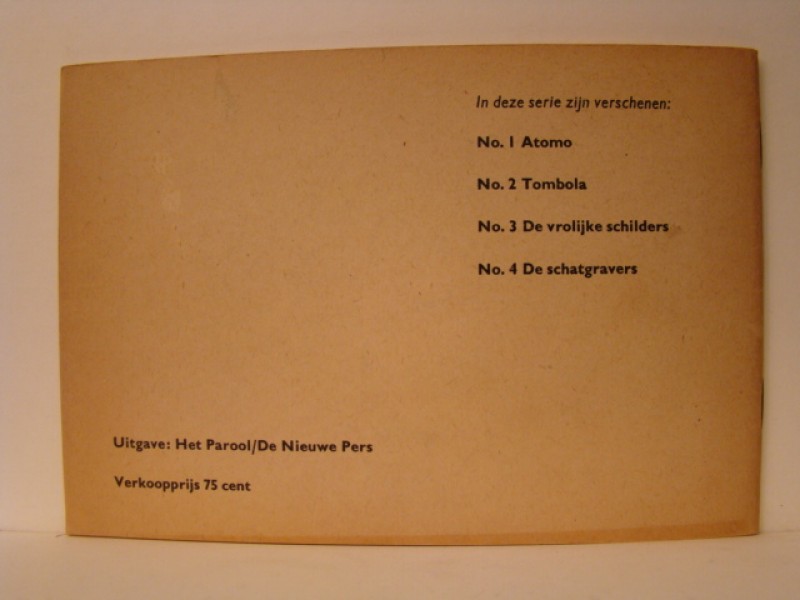 In deze serie zijn verschenen:
No. 1 Atomo
No. 2 Tombola
No. 3 De vrolijke schilders
No. 4 De schatgravers
Uitgave: Het Parool/De Nieuwe Pers
Verkoopprijs 75 cent